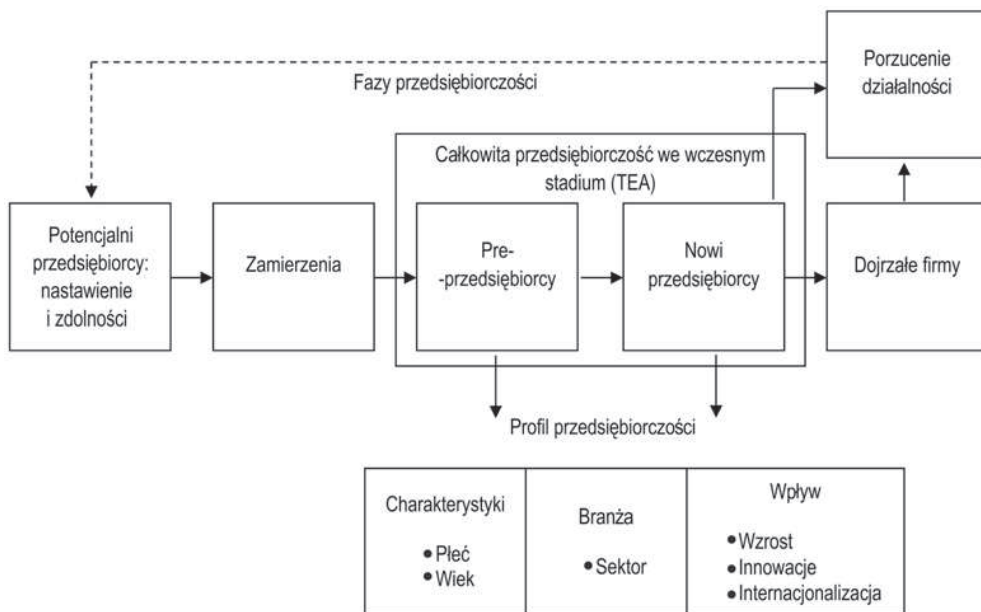 Porzucenie
działalności
Fazy przedsiębiorczości
Całkowita przedsiębiorczość we wczesnym
stadium (TEA)
Potencjalni
przedsiębiorcy:
nastawienie
i zdolności
Zamierzenia
Pre-
-przedsiębiorcy
Nowi
przedsiębiorcy
Dojrzałe firmy
Profil przedsiębiorczości
Charakterystyki
• Płeć
• Wiek
Branża
• Sektor
Wpływ
• Wzrost
• Innowacje
• Internacjonalizacja